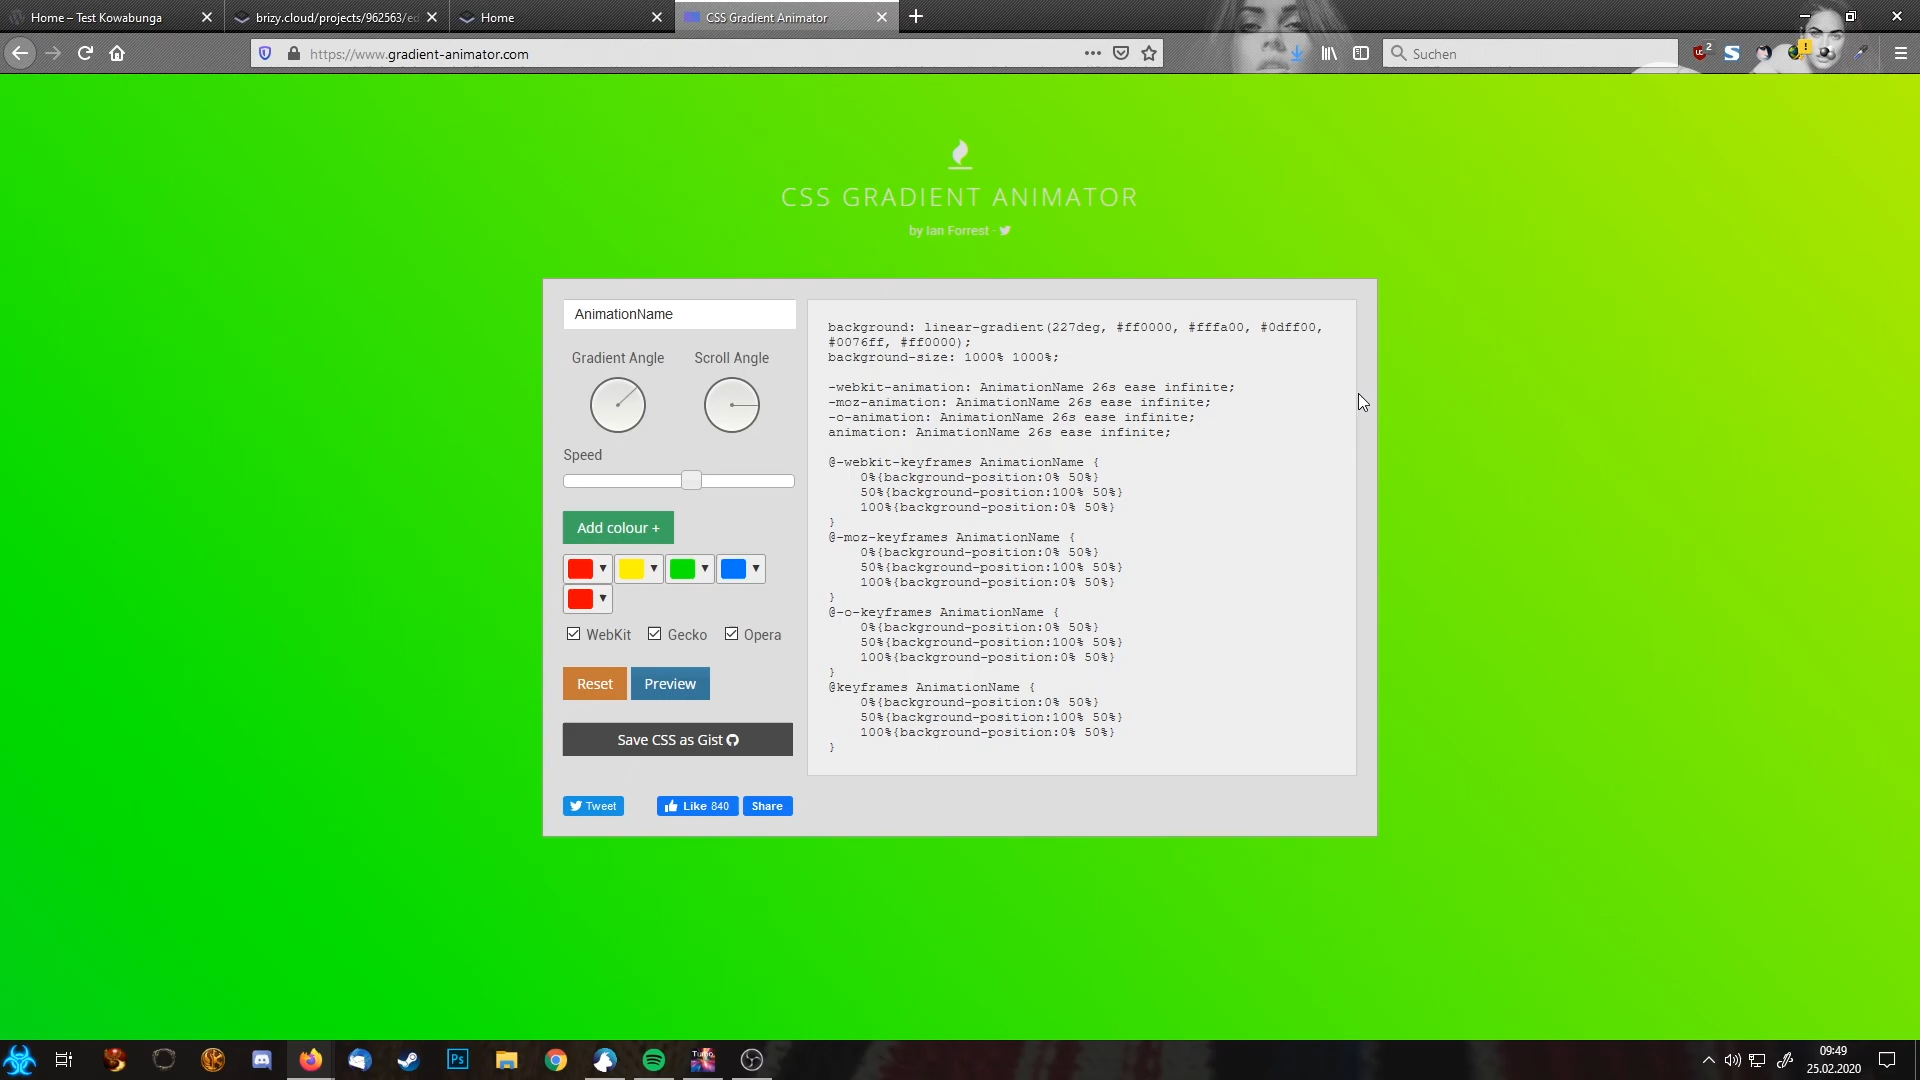 Home – Test Kowabunga
brizy.cloud/projects/962563/ed
Home
CSS Gradient Animator
https://www.gradient-animator.com
Suchen
2
CSS GRADIENT ANIMATOR
by Ian Forrest -
AnimationName
Gradient Angle
Scroll Angle
Speed
Add colour +
WebKit
Gecko
Opera
Reset
Preview
Save CSS as Gist
Tweet
Like 840
Share
background: linear-gradient(227deg, #ff0000, #fffa00, #0dff00,
#0076ff, #ff0000);
background-size: 1000% 1000%;
-webkit-animation: AnimationName 26s ease infinite;
-moz-animation: AnimationName 26s ease infinite;
-o-animation: AnimationName 26s ease infinite;
animation: AnimationName 26s ease infinite;
@-webkit-keyframes AnimationName {
0%{background-position:0% 50%}
50%{background-position:100% 50%}
100%{background-position:0% 50%}
}
@-moz-keyframes AnimationName {
0%{background-position:0% 50%}
50%{background-position:100% 50%}
100%{background-position:0% 50%}
}
@-o-keyframes AnimationName {
0%{background-position:0% 50%}
50%{background-position:100% 50%}
100%{background-position:0% 50%}
}
@keyframes AnimationName {
0%{background-position:0% 50%}
50%{background-position:100% 50%}
100%{background-position:0% 50%}
}
Ps
09:49
25.02.2020